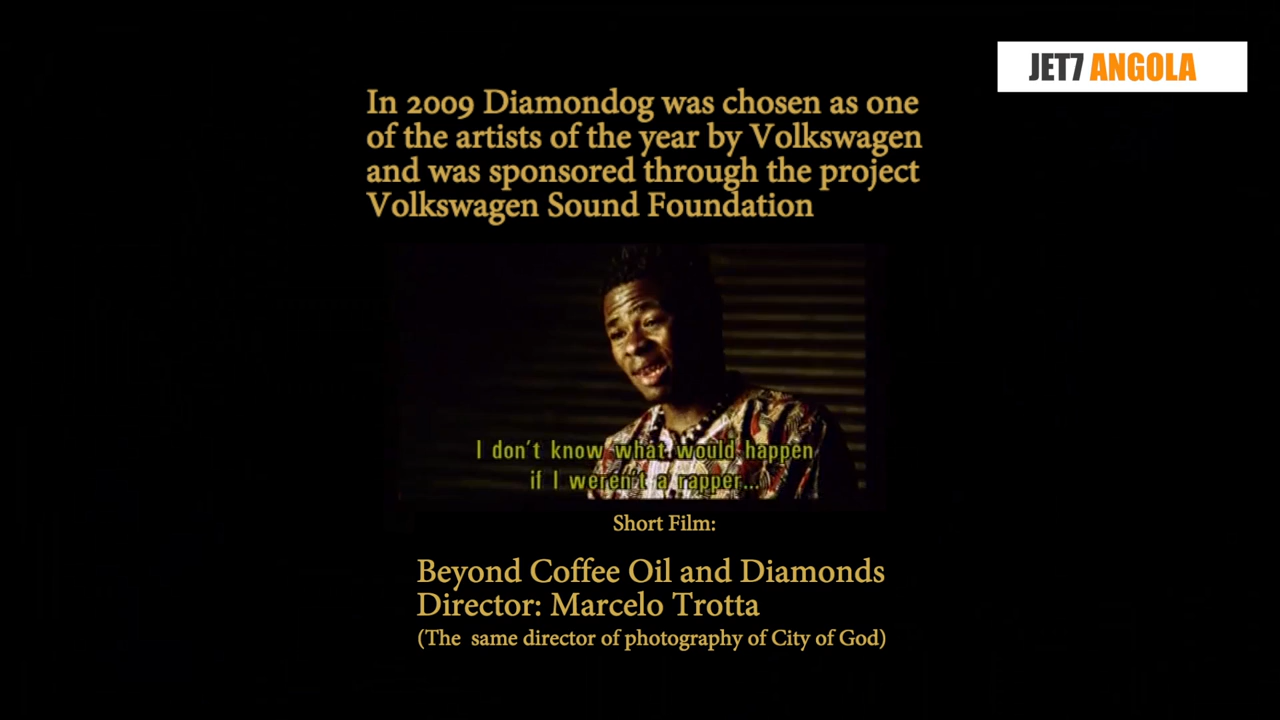 JET7 ANGOLA
In 2009 Diamondog was chosen as one
of the artists of the year by Volkswagen
and was sponsored through the project
Volkswagen Sound Foundation
I don't know what would happen
if I weren't a rapper...
Short Film:
Beyond Coffee Oil and Diamonds
Director: Marcelo Trotta
(The same director of photography of City of God)